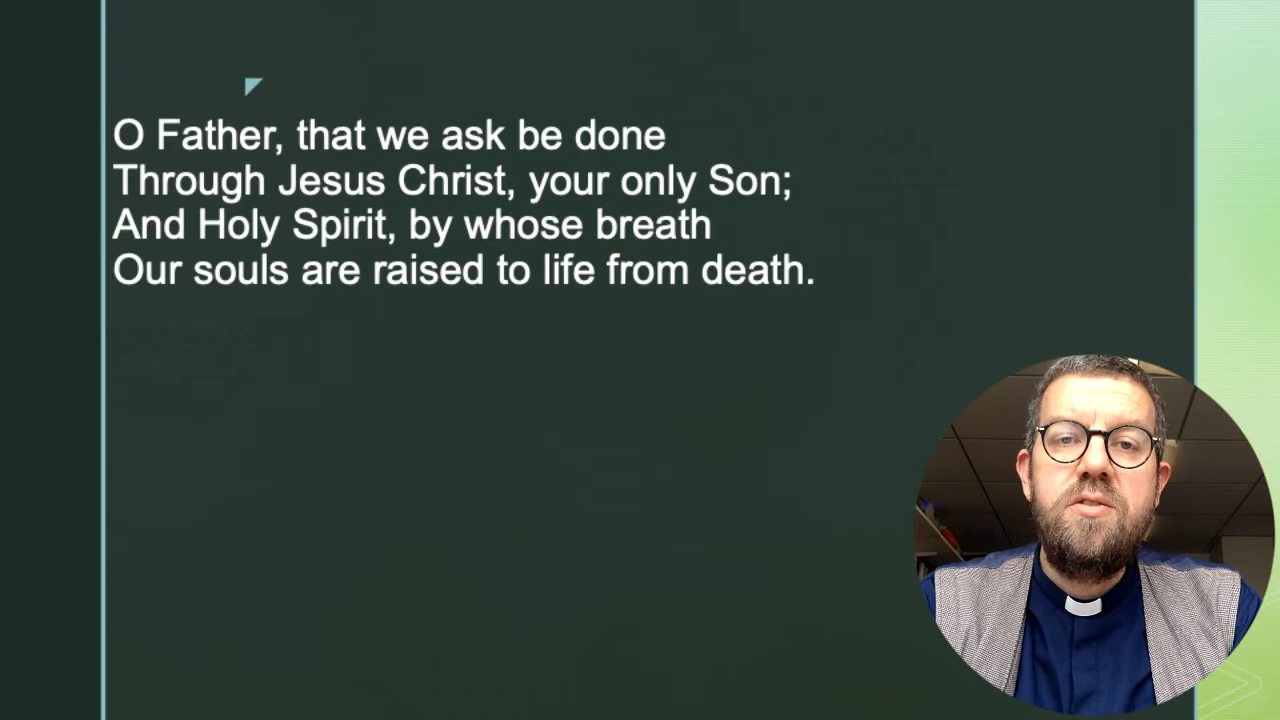 O Father, that we ask be done
Through Jesus Christ, your only Son;
And Holy Spirit, by whose breath
Our souls are raised to life from death.